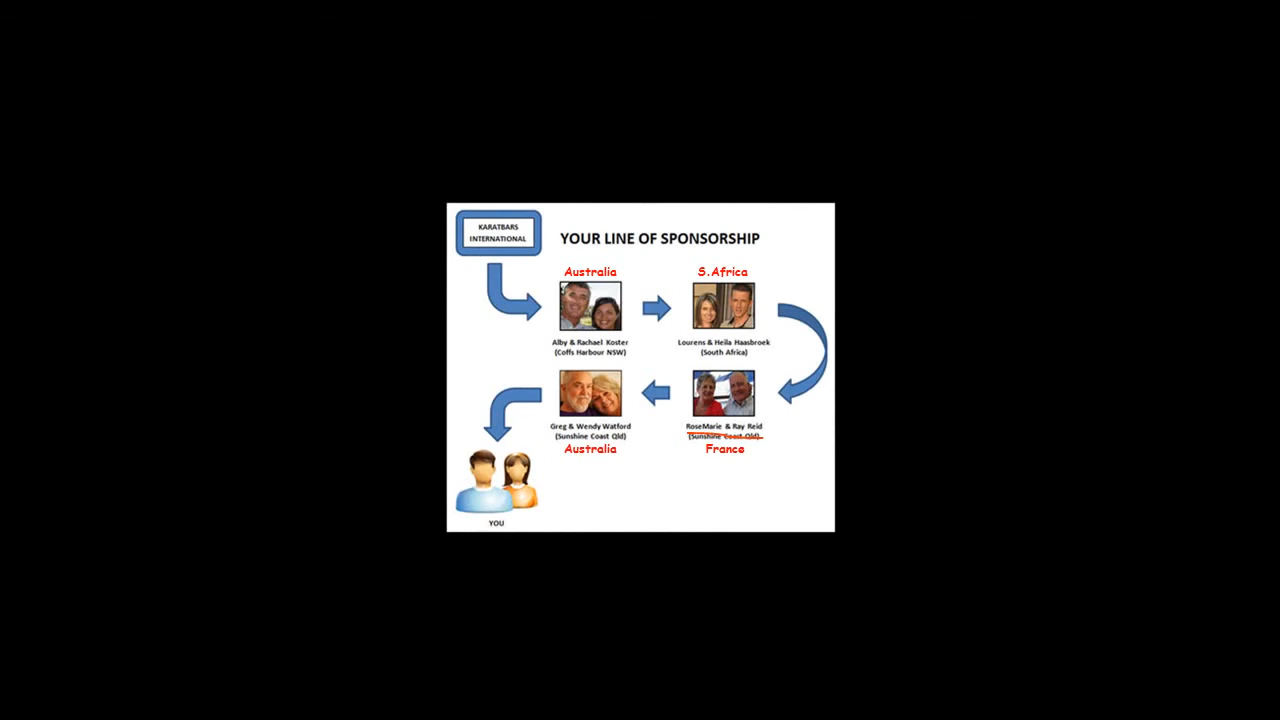 KARATBARS
INTERNATIONAL
YOUR LINE OF SPONSORSHIP
Australia
S.Africa
Alby & Rachael Koster
(Coffs Harbour NSW)
Lourens & Heila Haasbroek
(South Africa)
Greg & Wendy Watford
(Sunshine Coast Qld)
Australia
RoseMarie & Ray Reid
(Sunshine Coast Qld)
France
YOU